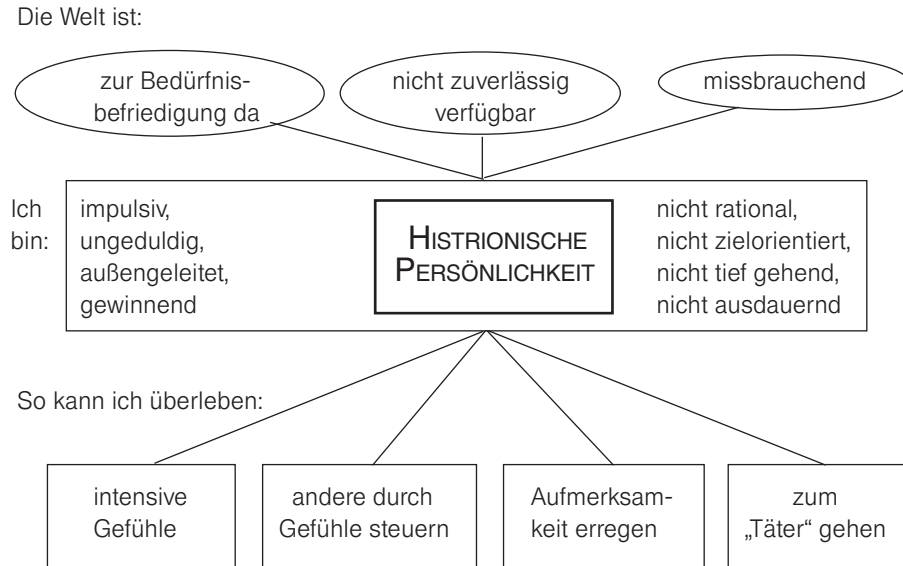 Die Welt ist:
zur Bedürfnis-
befriedigung da
nicht zuverlässig
verfügbar
missbrauchend
Ich
bin:
impulsiv,
ungeduldig,
außengeleitet,
gewinnend
HISTRIONISCHE
PERSÖNLICHKEIT
nicht rational,
nicht zielorientiert,
nicht tief gehend,
nicht ausdauernd
So kann ich überleben:
intensive
Gefühle
andere durch
Gefühle steuern
Aufmerksam-
keit erregen
zum
„Täter“ gehen